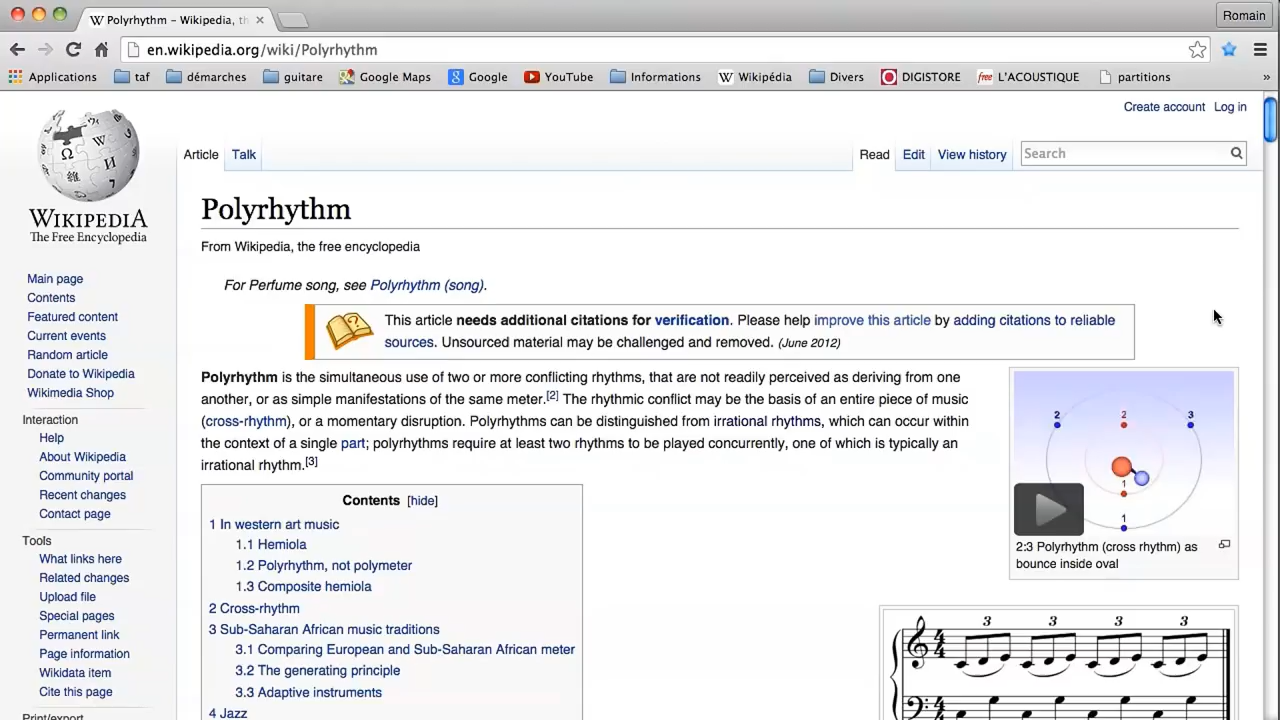 Polyrhythm – Wikipedia, th
Romain
en.wikipedia.org/wiki/Polyrhythm
Applications taf démarches guitare Google Maps Google YouTube Informations Wikipédia Divers DIGISTORE free L'ACOUSTIQUE partitions »
Create account Log in
Article Talk Read Edit View history Search
WIKIPEDIA
The Free Encyclopedia
Main page
Contents
Featured content
Current events
Random article
Donate to Wikipedia
Wikimedia Shop
Interaction
Help
About Wikipedia
Community portal
Recent changes
Contact page
Tools
What links here
Related changes
Upload file
Special pages
Permanent link
Page information
Wikidata item
Cite this page
Print/export
Polyrhythm
From Wikipedia, the free encyclopedia
For Perfume song, see Polyrhythm (song).
This article needs additional citations for verification. Please help improve this article by adding citations to reliable
sources. Unsourced material may be challenged and removed. (June 2012)
Polyrhythm is the simultaneous use of two or more conflicting rhythms, that are not readily perceived as deriving from one
another, or as simple manifestations of the same meter.[2] The rhythmic conflict may be the basis of an entire piece of music
(cross-rhythm), or a momentary disruption. Polyrhythms can be distinguished from irrational rhythms, which can occur within
the context of a single part; polyrhythms require at least two rhythms to be played concurrently, one of which is typically an
irrational rhythm.[3]
Contents [hide]
1 In western art music
1.1 Hemiola
1.2 Polyrhythm, not polymeter
1.3 Composite hemiola
2 Cross-rhythm
3 Sub-Saharan African music traditions
3.1 Comparing European and Sub-Saharan African meter
3.2 The generating principle
3.3 Adaptive instruments
4 Jazz
2 2 3
1
1
2:3 Polyrhythm (cross rhythm) as
bounce inside oval
3 3 3 3
4
4
4